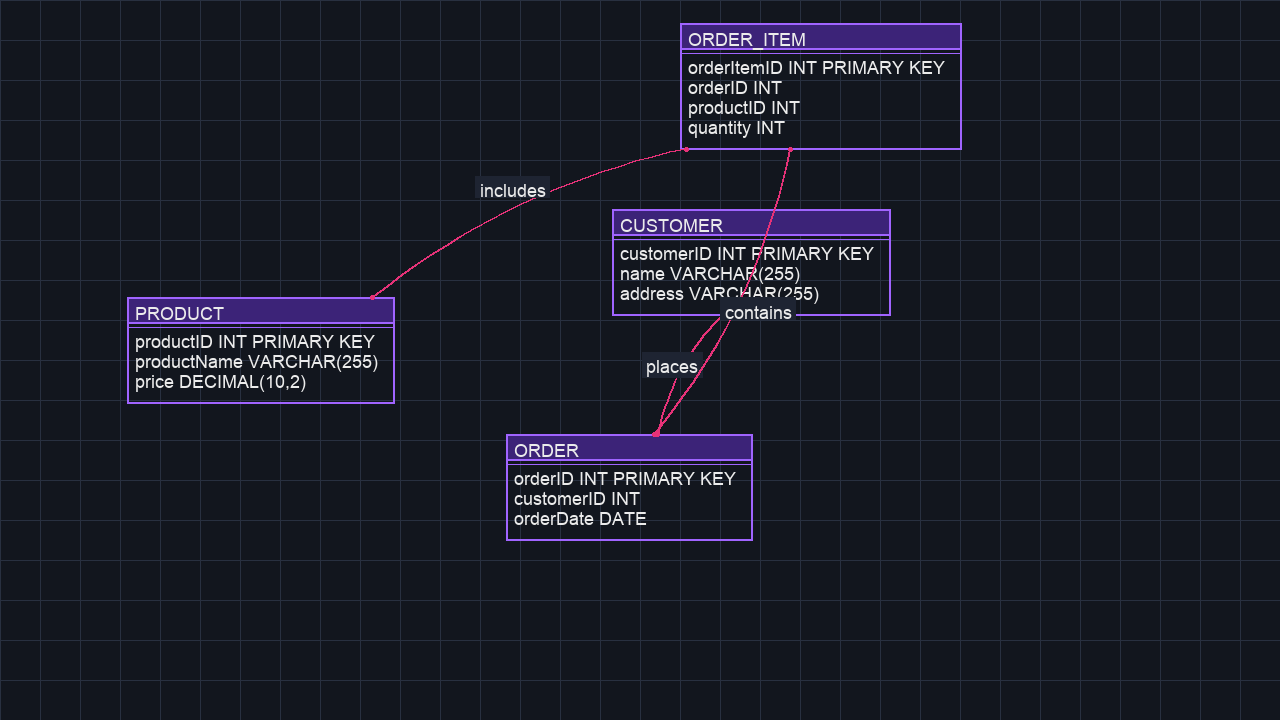 ORDER_ITEM
orderItemID INT PRIMARY KEY
orderID INT
productID INT
quantity INT
includes
CUSTOMER
customerID INT PRIMARY KEY
name VARCHAR(255)
address VARCHAR(255)
contains
PRODUCT
productID INT PRIMARY KEY
productName VARCHAR(255)
price DECIMAL(10,2)
places
ORDER
orderID INT PRIMARY KEY
customerID INT
orderDate DATE